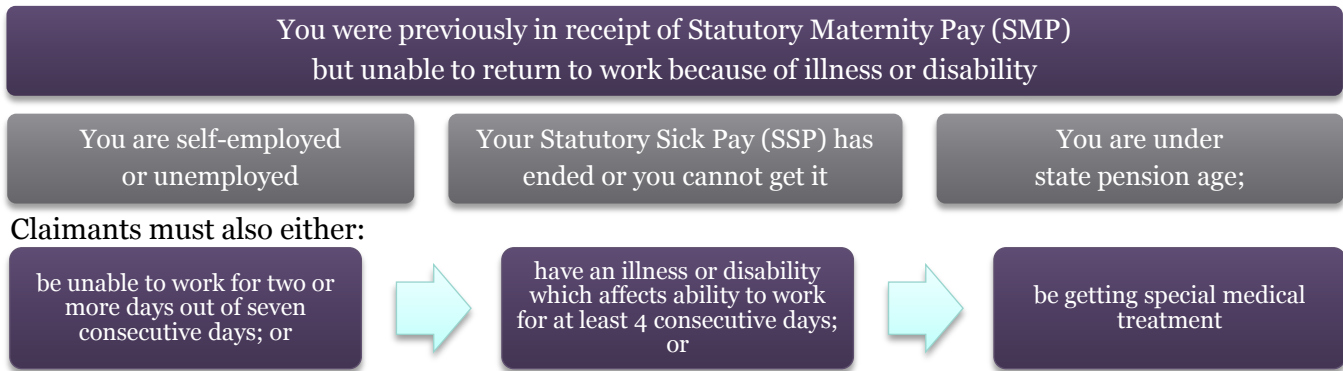 You were previously in receipt of Statutory Maternity Pay (SMP)
but unable to return to work because of illness or disability
You are self-employed
or unemployed
Your Statutory Sick Pay (SSP) has
ended or you cannot get it
You are under
state pension age;
Claimants must also either:
be unable to work for two or
more days out of seven
consecutive days; or
have an illness or disability
which affects ability to work
for at least 4 consecutive days;
or
be getting special medical
treatment